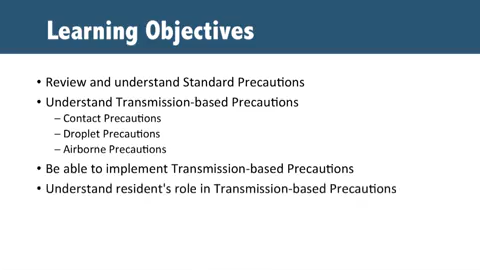 Learning Objectives
• Review and understand Standard Precautions
• Understand Transmission-based Precautions
– Contact Precautions
– Droplet Precautions
– Airborne Precautions
• Be able to implement Transmission-based Precautions
• Understand resident's role in Transmission-based Precautions